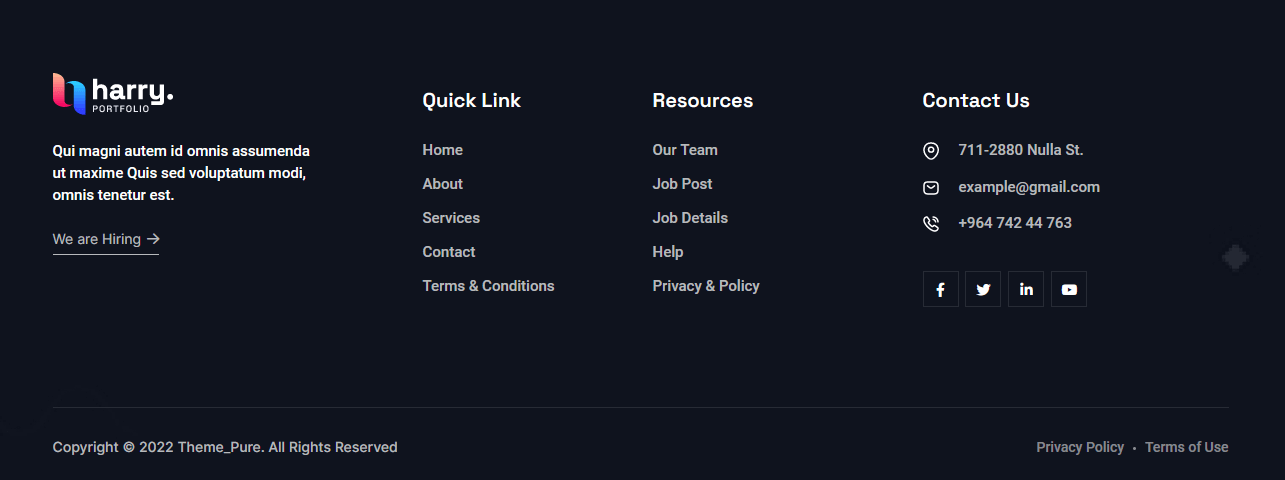 harry.
PORTFOLIO
Qui magni autem id omnis assumenda
ut maxime Quis sed voluptatum modi,
omnis tenetur est.
We are Hiring →
Quick Link
Home
About
Services
Contact
Terms & Conditions
Resources
Our Team
Job Post
Job Details
Help
Privacy & Policy
Contact Us
711-2880 Nulla St.
example@gmail.com
+964 742 44 763
Copyright © 2022 Theme_Pure. All Rights Reserved
Privacy Policy • Terms of Use